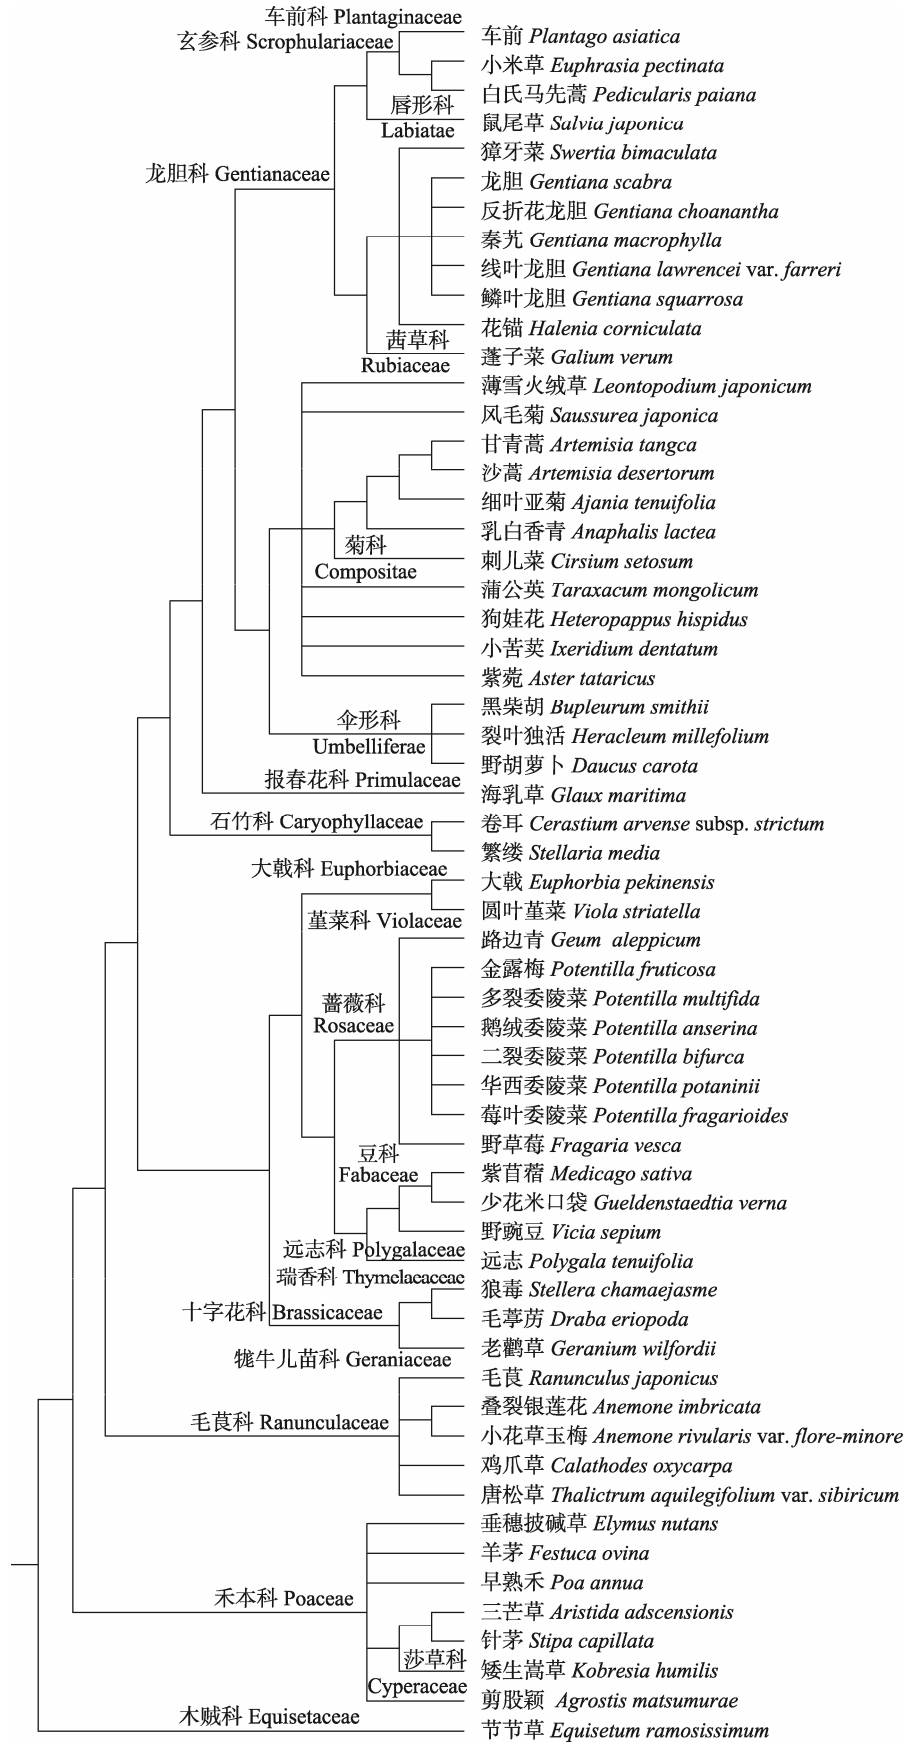 车前科 Plantaginaceae
玄参科 Scrophulariaceae
车前 Plantago asiatica
小米草 Euphrasia pectinata
白氏马先蒿 Pedicularis paiana
唇形科
Labiatae
鼠尾草 Salvia japonica
獐牙菜 Swertia bimaculata
龙胆科 Gentianaceae
龙胆 Gentiana scabra
反折花龙胆 Gentiana choanantha
秦艽 Gentiana macrophylla
线叶龙胆 Gentiana lawrencei var. farreri
鳞叶龙胆 Gentiana squarrosa
花锚 Halenia corniculata
茜草科
Rubiaceae
蓬子菜 Galium verum
薄雪火绒草 Leontopodium japonicum
风毛菊 Saussurea japonica
甘青蒿 Artemisia tangca
沙蒿 Artemisia desertorum
细叶亚菊 Ajania tenuifolia
乳白香青 Anaphalis lactea
菊科
Compositae
刺儿菜 Cirsium setosum
蒲公英 Taraxacum mongolicum
狗娃花 Heteropappus hispidus
小苦荬 Ixeridium dentatum
紫菀 Aster tataricus
黑柴胡 Bupleurum smithii
伞形科
Umbelliferae
裂叶独活 Heracleum millefolium
野胡萝卜 Daucus carota
报春花科 Primulaceae
海乳草 Glaux maritima
石竹科 Caryophyllaceae
卷耳 Cerastium arvense subsp. strictum
繁缕 Stellaria media
大戟科 Euphorbiaceae
大戟 Euphorbia pekinensis
圆叶堇菜 Viola striatella
堇菜科 Violaceae
路边青 Geum aleppicum
金露梅 Potentilla fruticosa
多裂委陵菜 Potentilla multifida
蔷薇科
Rosaceae
鹅绒委陵菜 Potentilla anserina
二裂委陵菜 Potentilla bifurca
华西委陵菜 Potentilla potaninii
莓叶委陵菜 Potentilla fragarioides
野草莓 Fragaria vesca
豆科
Fabaceae
紫苜蓿 Medicago sativa
少花米口袋 Gueldenstaedtia verna
野豌豆 Vicia sepium
远志科 Polygalaceae
远志 Polygala tenuifolia
瑞香科 Thymelaeaceae
狼毒 Stellera chamaejasme
十字花科 Brassicaceae
毛葶苈 Draba eriopoda
老鹳草 Geranium wilfordii
牻牛儿苗科 Geraniaceae
毛茛 Ranunculus japonicus
叠裂银莲花 Anemone imbricata
毛茛科 Ranunculaceae
小花草玉梅 Anemone rivularis var. flore-minore
鸡爪草 Calathodes oxycarpa
唐松草 Thalictrum aquilegifolium var. sibiricum
垂穗披碱草 Elymus nutans
羊茅 Festuca ovina
早熟禾 Poa annua
禾本科 Poaceae
三芒草 Aristida adscensionis
针茅 Stipa capillata
莎草科
Cyperaceae
矮生嵩草 Kobresia humilis
剪股颖 Agrostis matsumurae
木贼科 Equisetaceae
节节草 Equisetum ramosissimum